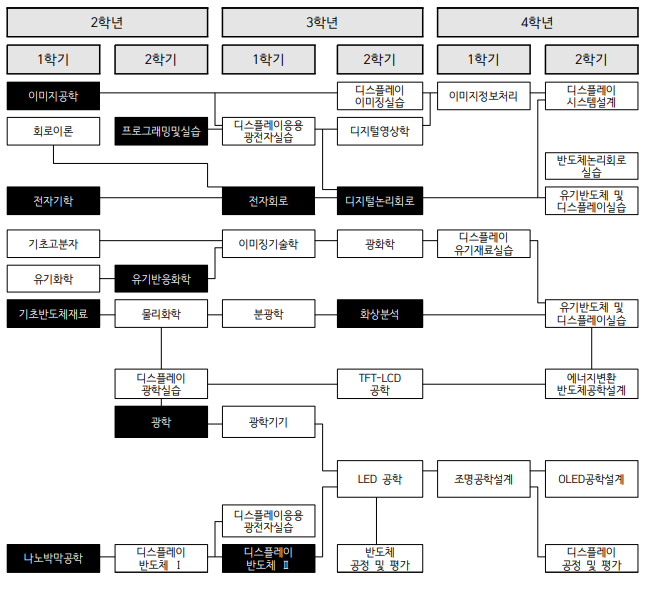 2학년 3학년 4학년
1학기 2학기 1학기 2학기 1학기 2학기
이미지공학 디스플레이 이미지정보처리 디스플레이
이미징실습 시스템설계
회로이론 프로그래밍및실습 디스플레이응용 디지털영상학
광전자실습
반도체논리회로
실습
전자기학 전자회로 디지털논리회로 유기반도체 및
디스플레이실습
기초고분자 이미징기술학 광화학 디스플레이
유기재료실습
유기화학 유기반응화학
기초반도체재료 물리화학 분광학 화상분석 유기반도체 및
디스플레이실습
디스플레이 TFT-LCD 에너지변환
광학실습 공학 반도체공학설계
광학 광학기기
LED 공학 조명공학설계 OLED공학설계
디스플레이응용
광전자실습
나노박막공학 디스플레이 디스플레이 반도체 디스플레이
반도체 Ⅰ 반도체 Ⅱ 공정 및 평가 공정 및 평가